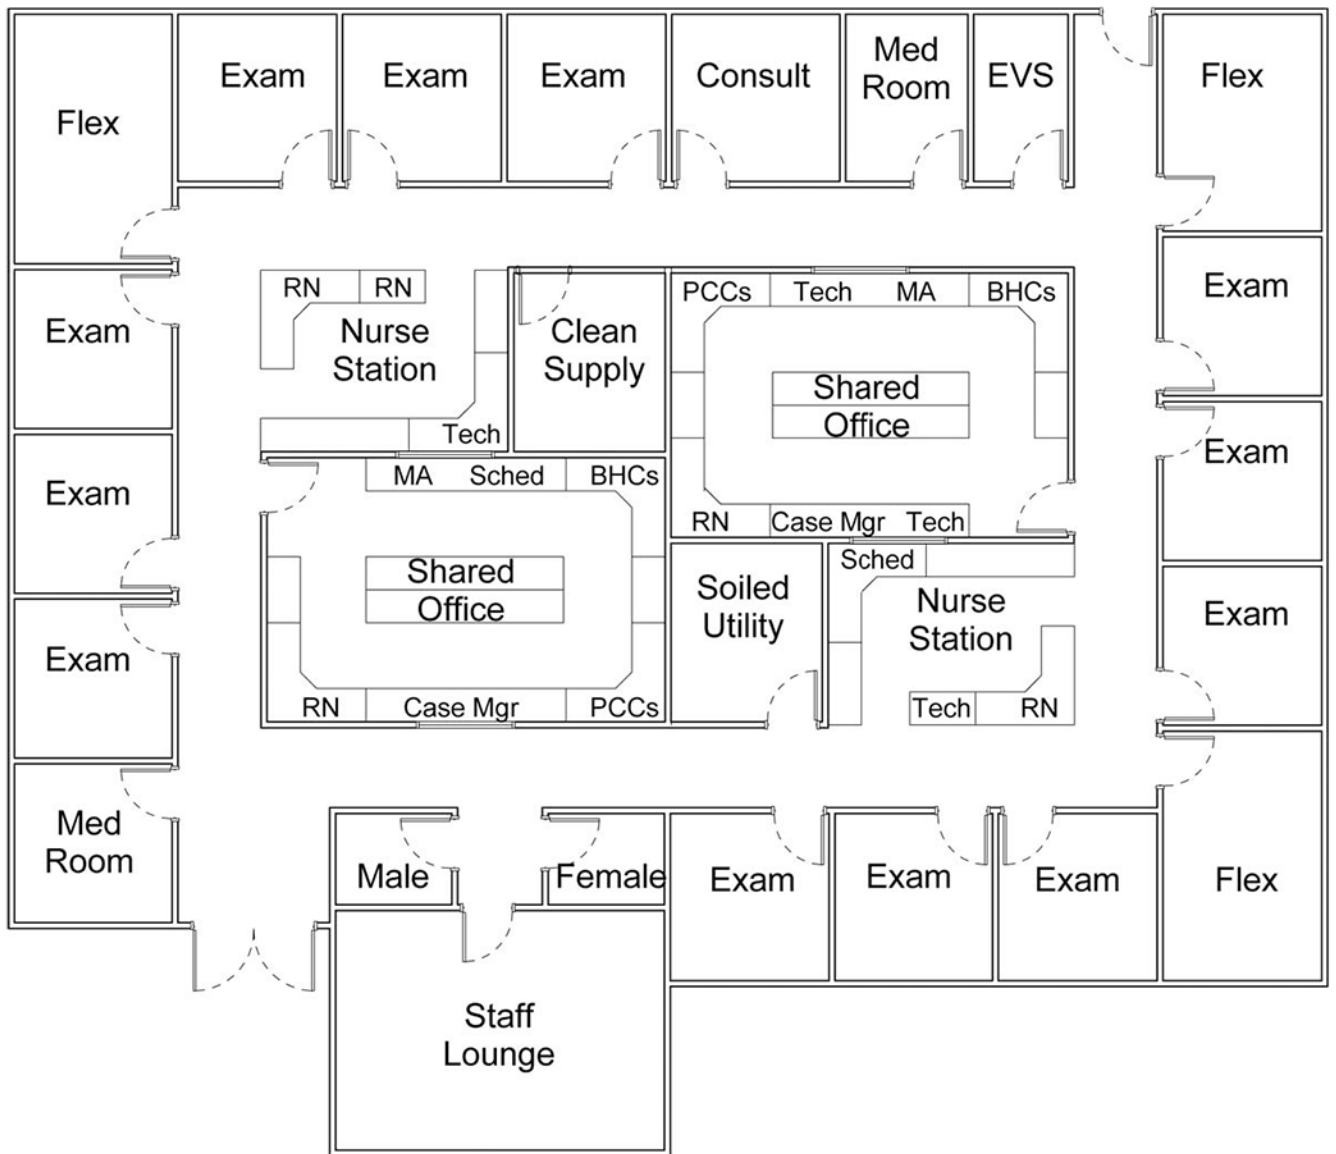 Flex
Exam
Exam
Exam
Consult
Med
Room
EVS
Flex
RN
RN
Nurse
Station
Tech
Clean
Supply
PCCs
Tech
MA
BHCs
Shared
Office
RN
Case Mgr
Tech
Exam
Exam
Exam
Exam
Exam
Exam
MA
Sched
BHCs
Shared
Office
RN
Case Mgr
PCCs
Soiled
Utility
Sched
Nurse
Station
Tech
RN
Med
Room
Male
Female
Exam
Exam
Exam
Flex
Staff
Lounge